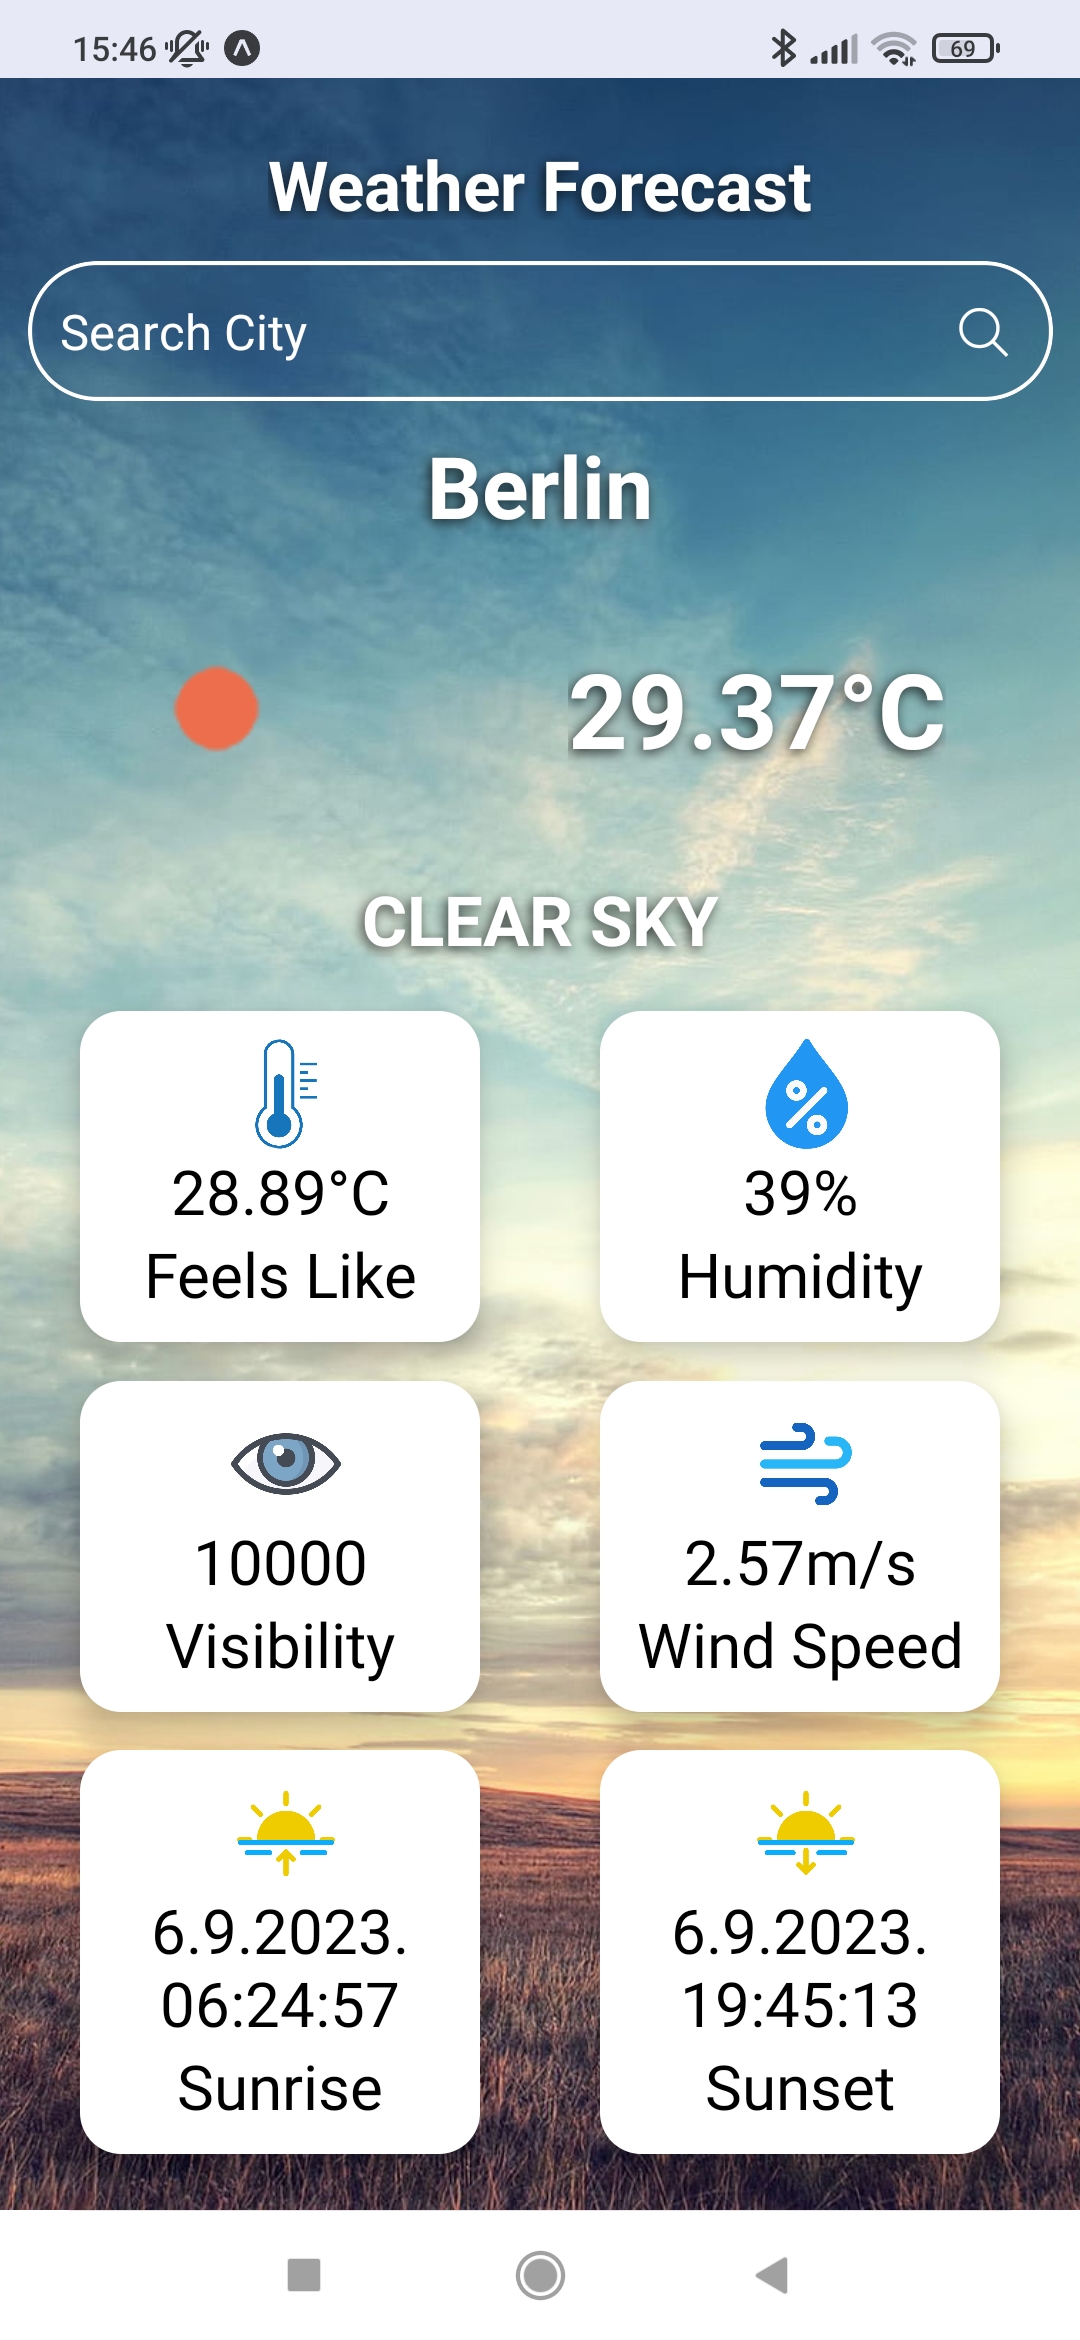 15:46
69
Weather Forecast
Search City
Berlin
29.37°C
CLEAR SKY
28.89°C
Feels Like
39%
Humidity
10000
Visibility
2.57m/s
Wind Speed
6.9.2023.
06:24:57
Sunrise
6.9.2023.
19:45:13
Sunset